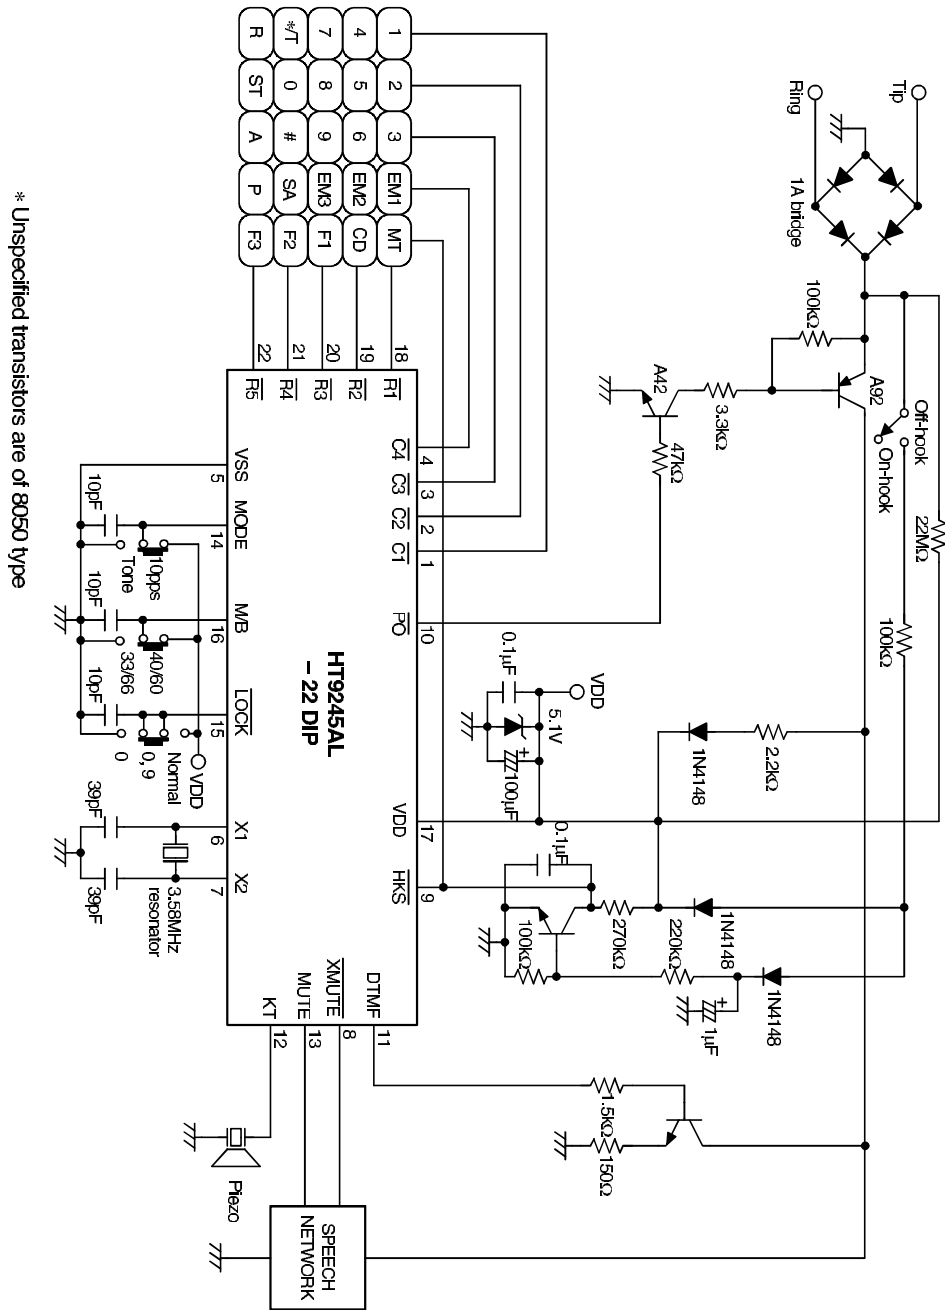 Tip
Ring
1A bridge
100kΩ
A92
Off-hook
On-hook
22MΩ
100kΩ
A42
3.3kΩ
47kΩ
VDD
0.1µF
5.1V
+
100µF
2.2kΩ
1N4148
0.1µF
1N4148
1N4148
270kΩ
220kΩ
100kΩ
+
1µF
1.5kΩ
150Ω
1 2 3 EM1 MT
4 5 6 EM2 CD
7 8 9 EM3 F1
*/T 0 # SA F2
R ST A P F3
18 R1
19 R2
20 R3
21 R4
22 R5
C4 4
C3 3
C2 2
C1 1
PO 10
VDD 17
HKS 9
HT9245AL
– 22 DIP
VSS 5
MODE 14
M/B 16
LOCK 15
X1 6
X2 7
DTMF 11
XMUTE 8
MUTE 13
KT 12
10pF
Tone
10pps
10pF
33/66
40/60
10pF
0
0, 9
Normal
VDD
39pF
39pF
3.58MHz
resonator
Piezo
SPEECH
NETWORK
* Unspecified transistors are of 8050 type